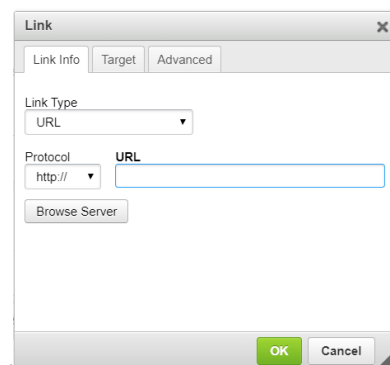 Link
Link Info Target Advanced
Link Type
URL
Protocol URL
http://
Browse Server
OK Cancel